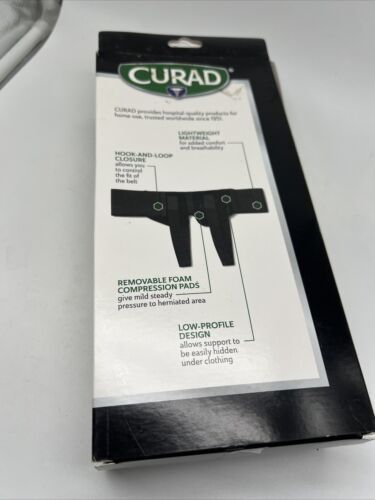 CURAD®
CURAD provides hospital-quality products for
home use, trusted worldwide since 1951.
LIGHTWEIGHT
MATERIAL
for added comfort
and breathability
HOOK-AND-LOOP
CLOSURE
allows you
to control
the fit of
the belt
REMOVABLE FOAM
COMPRESSION PADS
give mild steady
pressure to herniated area
LOW-PROFILE
DESIGN
allows support to
be easily hidden
under clothing